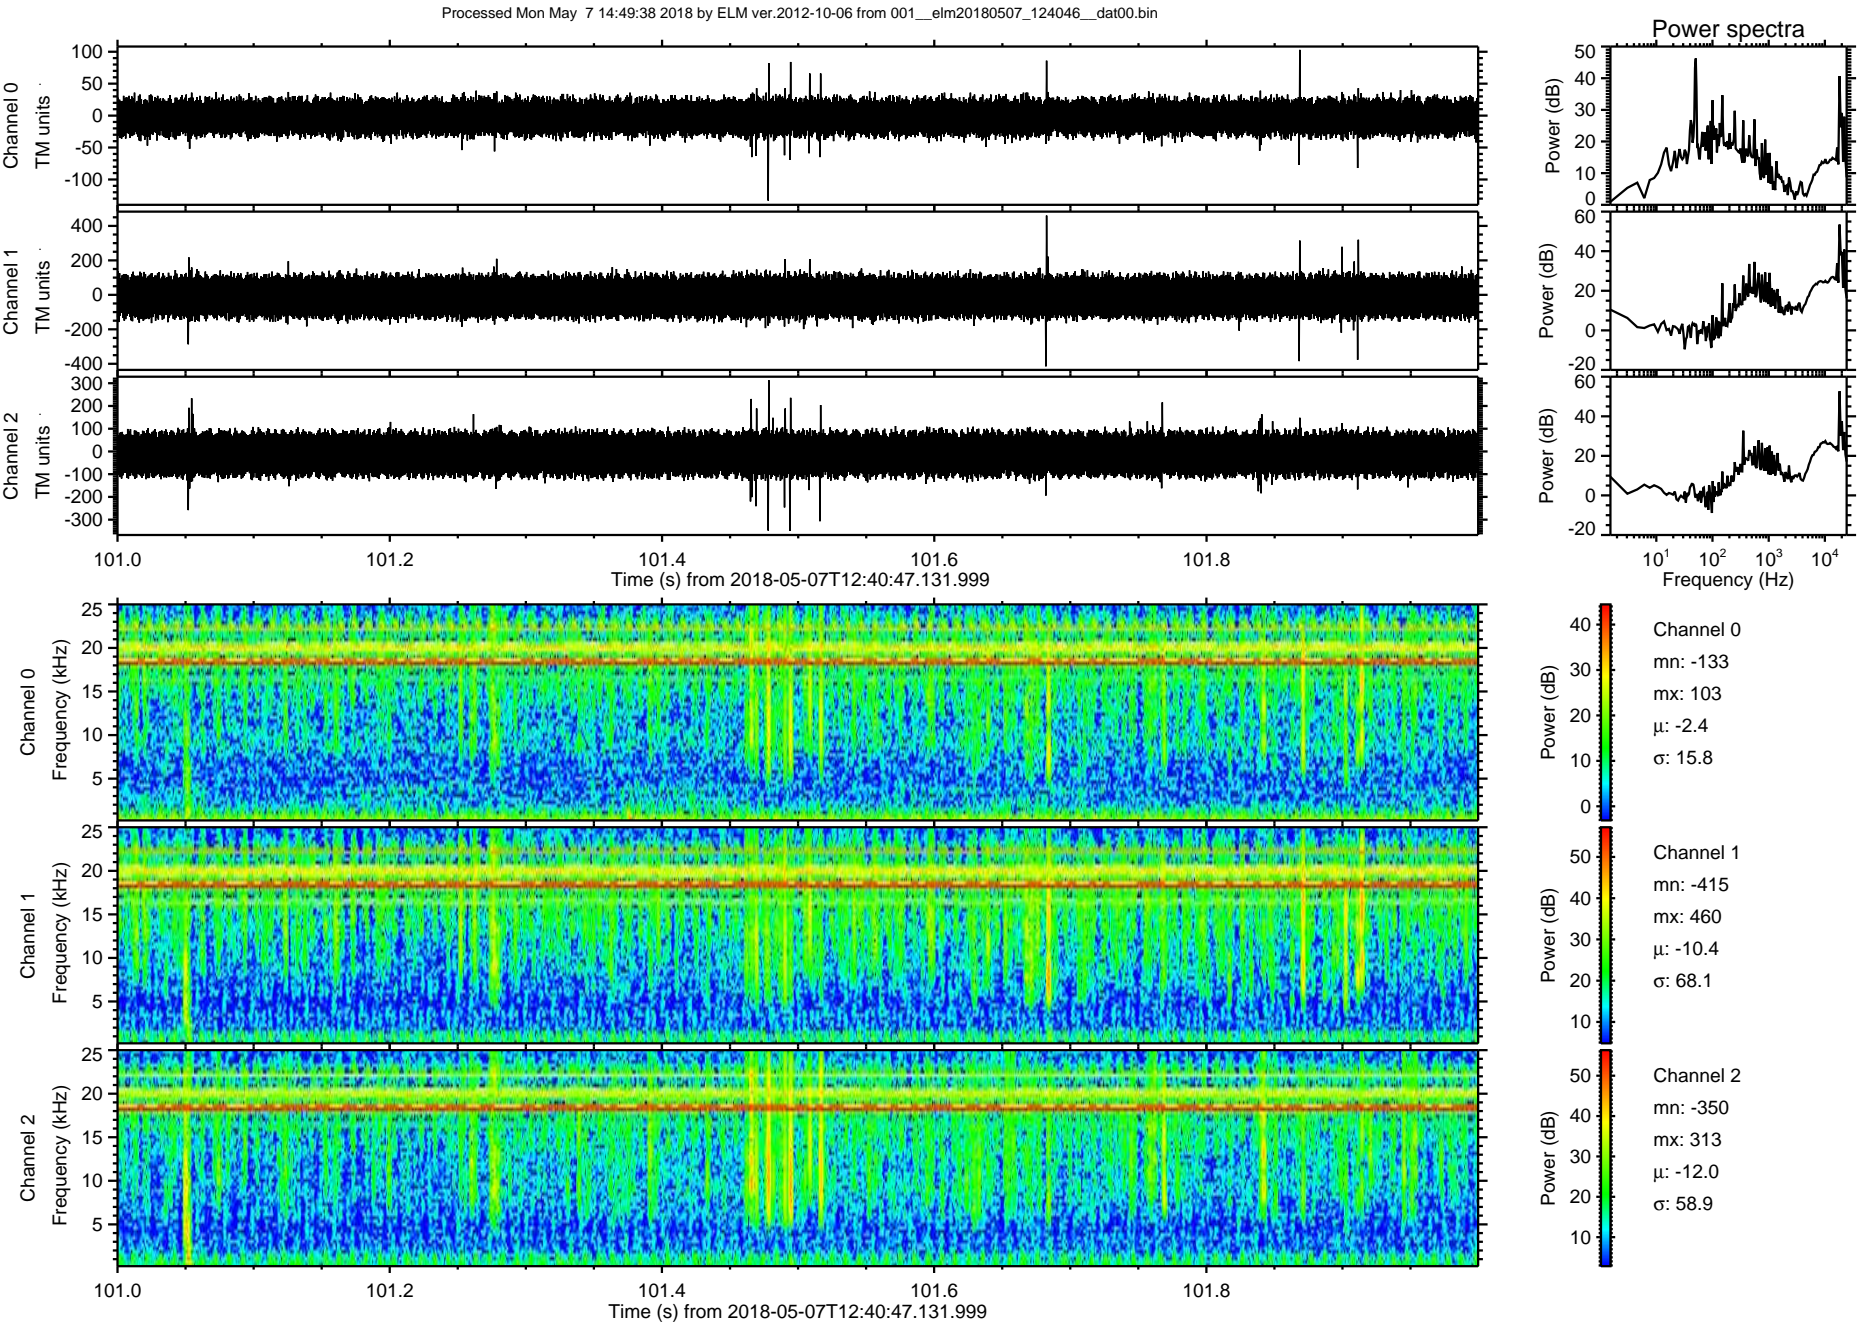 Processed Mon May  7 14:49:38 2018 by ELM ver.2012-10-06 from 001__elm20180507_124046__dat00.bin
Power spectra
Channel 0
TM units
100
50
0
-50
-100
Power (dB)
50
40
30
20
10
0
Channel 1
TM units
400
200
0
-200
-400
Power (dB)
60
40
20
0
-20
Channel 2
TM units
300
200
100
0
-100
-200
-300
Power (dB)
60
40
20
0
-20
101.0 101.2 101.4 101.6 101.8
Time (s) from 2018-05-07T12:40:47.131.999
10^1 10^2 10^3 10^4
Frequency (Hz)
Channel 0
Frequency (kHz)
25
20
15
10
5
Power (dB)
40
30
20
10
0
Channel 0
mn: -133
mx: 103
μ: -2.4
σ: 15.8
Channel 1
Frequency (kHz)
25
20
15
10
5
Power (dB)
50
40
30
20
10
Channel 1
mn: -415
mx: 460
μ: -10.4
σ: 68.1
Channel 2
Frequency (kHz)
25
20
15
10
5
Power (dB)
50
40
30
20
10
Channel 2
mn: -350
mx: 313
μ: -12.0
σ: 58.9
101.0 101.2 101.4 101.6 101.8
Time (s) from 2018-05-07T12:40:47.131.999